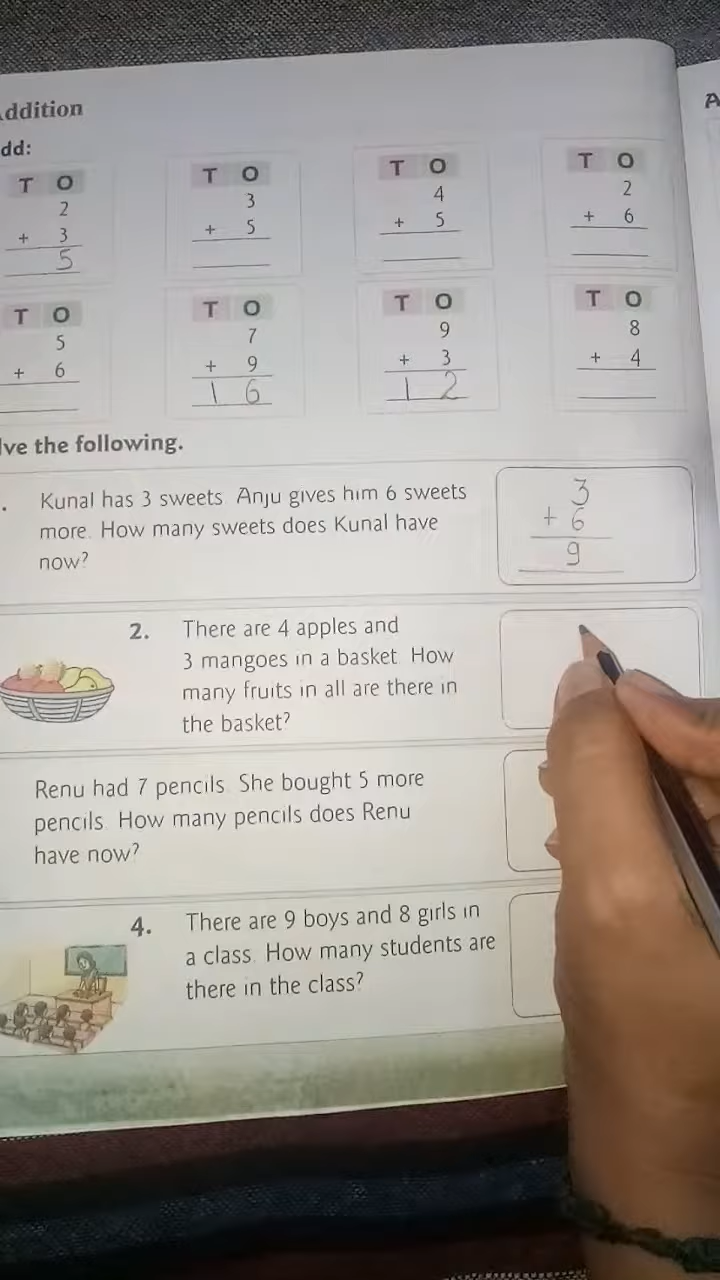 ddition
dd:
T O T O T O T O
2 3 4 2
+ 3 + 5 + 5 + 6
5
T O T O T O T O
5 7 9 8
+ 6 + 9 + 3 + 4
1 6 1 2
lve the following.
Kunal has 3 sweets. Anju gives him 6 sweets
more. How many sweets does Kunal have
now?
3
+ 6
9
2. There are 4 apples and
3 mangoes in a basket. How
many fruits in all are there in
the basket?
Renu had 7 pencils. She bought 5 more
pencils. How many pencils does Renu
have now?
4. There are 9 boys and 8 girls in
a class. How many students are
there in the class?
A